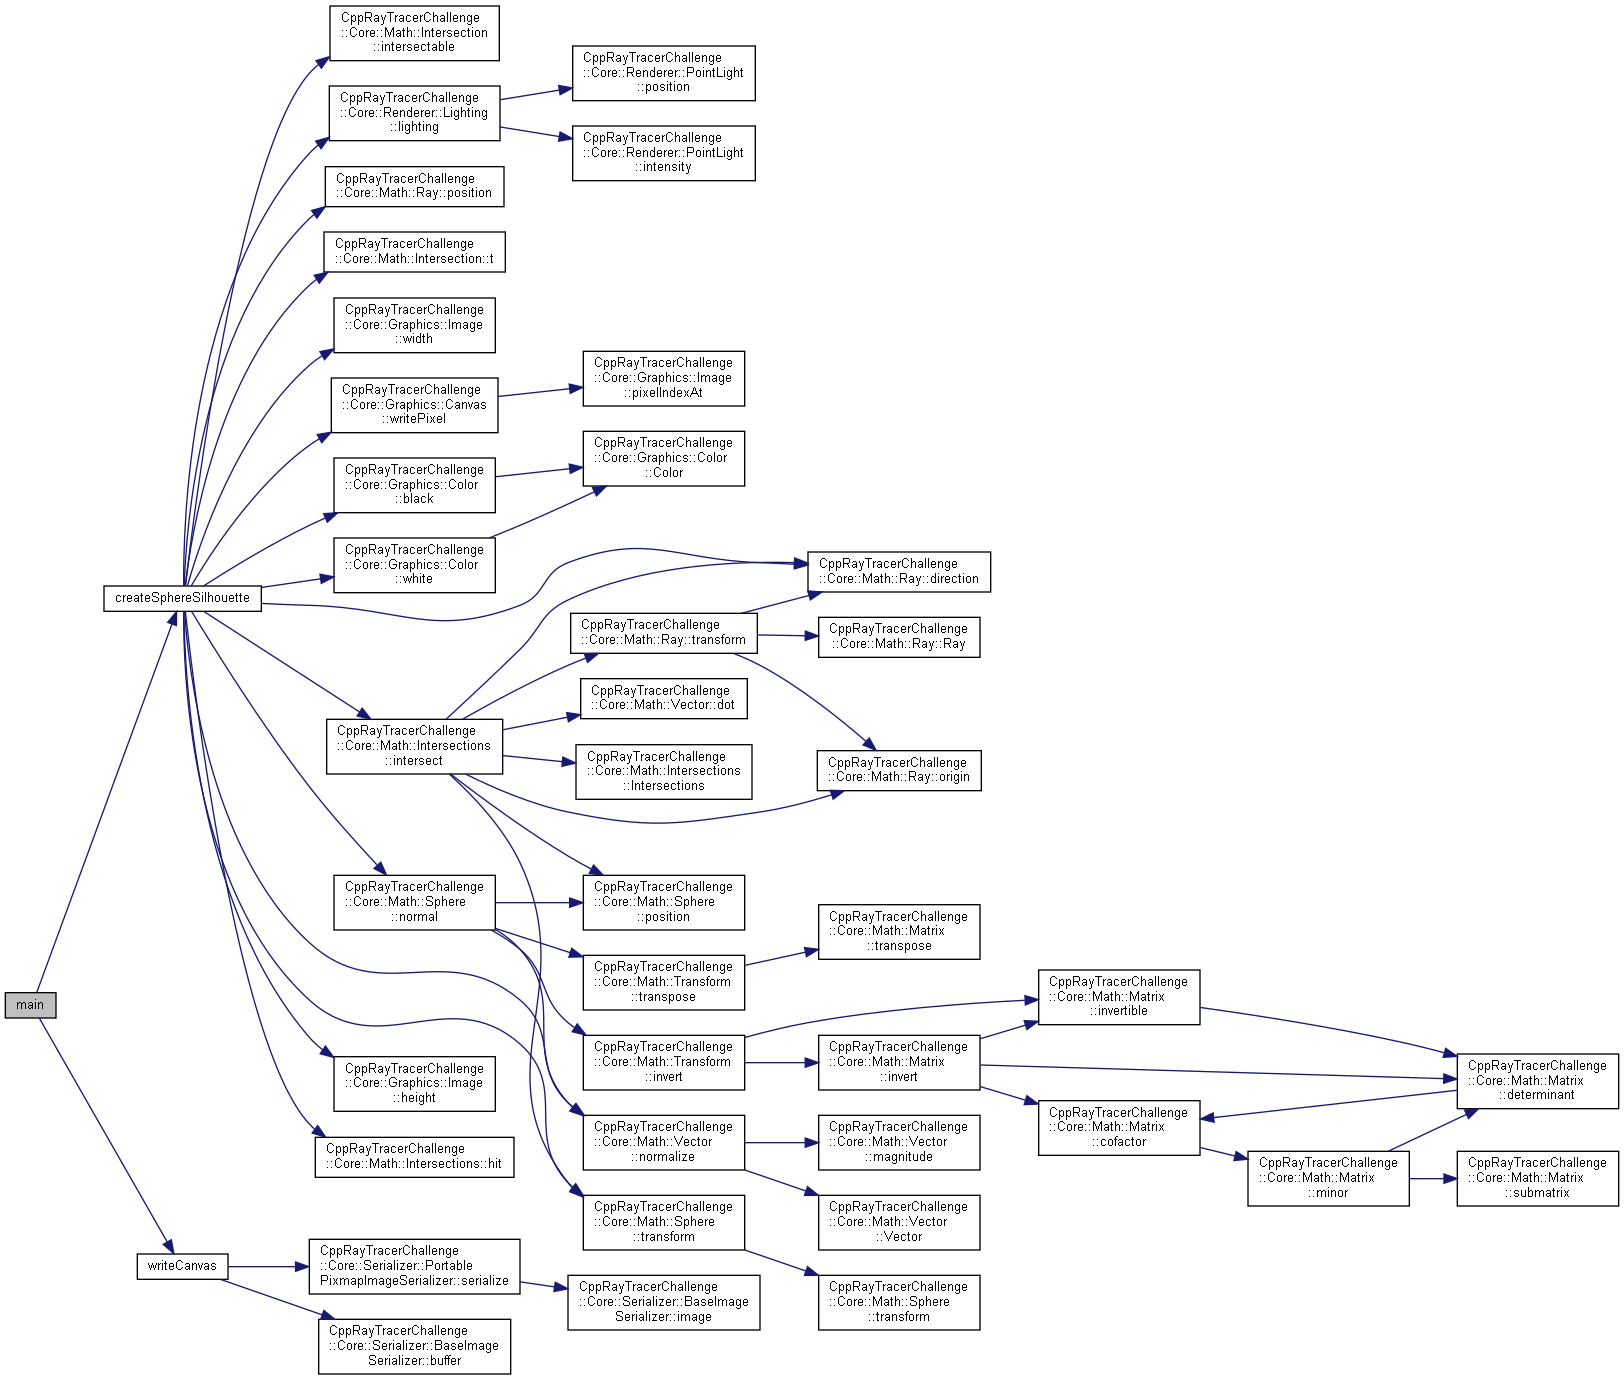 main
createSphereSilhouette
writeCanvas
CppRayTracerChallenge
::Core::Math::Intersection
::intersectable
CppRayTracerChallenge
::Core::Renderer::Lighting
::lighting
CppRayTracerChallenge
::Core::Math::Ray::position
CppRayTracerChallenge
::Core::Math::Intersection::t
CppRayTracerChallenge
::Core::Graphics::Image
::width
CppRayTracerChallenge
::Core::Graphics::Canvas
::writePixel
CppRayTracerChallenge
::Core::Graphics::Color
::black
CppRayTracerChallenge
::Core::Graphics::Color
::white
CppRayTracerChallenge
::Core::Math::Intersections
::intersect
CppRayTracerChallenge
::Core::Math::Sphere
::normal
CppRayTracerChallenge
::Core::Graphics::Image
::height
CppRayTracerChallenge
::Core::Math::Intersections::hit
CppRayTracerChallenge
::Core::Serializer::Portable
PixmapImageSerializer::serialize
CppRayTracerChallenge
::Core::Serializer::BaseImage
Serializer::buffer
CppRayTracerChallenge
::Core::Renderer::PointLight
::position
CppRayTracerChallenge
::Core::Renderer::PointLight
::intensity
CppRayTracerChallenge
::Core::Graphics::Image
::pixelIndexAt
CppRayTracerChallenge
::Core::Graphics::Color
::Color
CppRayTracerChallenge
::Core::Math::Ray::transform
CppRayTracerChallenge
::Core::Math::Vector::dot
CppRayTracerChallenge
::Core::Math::Intersections
::Intersections
CppRayTracerChallenge
::Core::Math::Sphere
::position
CppRayTracerChallenge
::Core::Math::Transform
::transpose
CppRayTracerChallenge
::Core::Math::Transform
::invert
CppRayTracerChallenge
::Core::Math::Vector
::normalize
CppRayTracerChallenge
::Core::Math::Sphere
::transform
CppRayTracerChallenge
::Core::Serializer::BaseImage
Serializer::image
CppRayTracerChallenge
::Core::Math::Ray::direction
CppRayTracerChallenge
::Core::Math::Ray::Ray
CppRayTracerChallenge
::Core::Math::Ray::origin
CppRayTracerChallenge
::Core::Math::Matrix
::transpose
CppRayTracerChallenge
::Core::Math::Matrix
::invert
CppRayTracerChallenge
::Core::Math::Vector
::magnitude
CppRayTracerChallenge
::Core::Math::Vector
::Vector
CppRayTracerChallenge
::Core::Math::Sphere
::transform
CppRayTracerChallenge
::Core::Math::Matrix
::invertible
CppRayTracerChallenge
::Core::Math::Matrix
::cofactor
CppRayTracerChallenge
::Core::Math::Matrix
::minor
CppRayTracerChallenge
::Core::Math::Matrix
::determinant
CppRayTracerChallenge
::Core::Math::Matrix
::submatrix